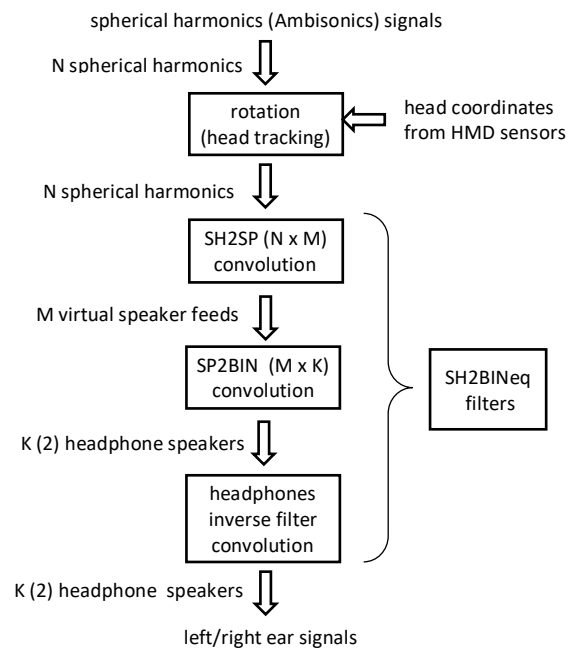 spherical harmonics (Ambisonics) signals
N spherical harmonics
rotation
(head tracking)
head coordinates
from HMD sensors
N spherical harmonics
SH2SP (N x M)
convolution
M virtual speaker feeds
SP2BIN (M x K)
convolution
SH2BINeq
filters
K (2) headphone speakers
headphones
inverse filter
convolution
K (2) headphone speakers
left/right ear signals